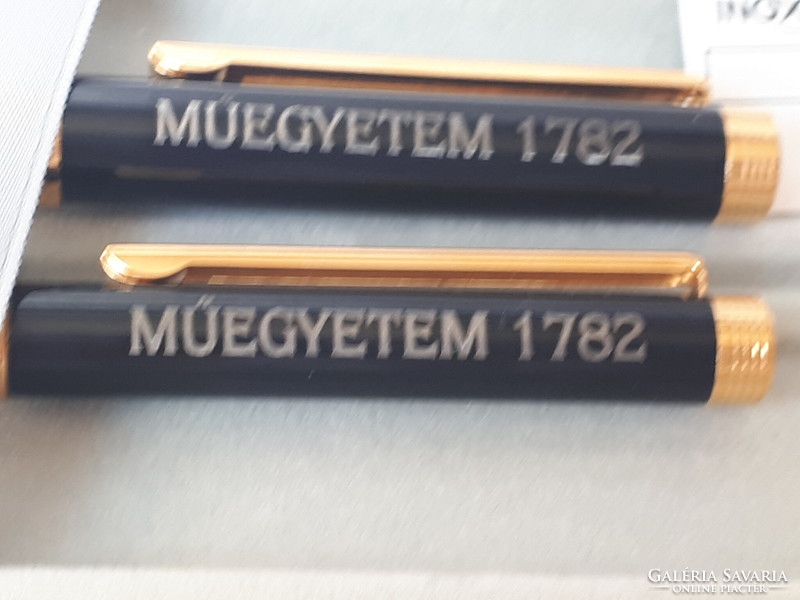 MŰEGYETEM 1782
MŰEGYETEM 1782
GALÉRIA SAVARIA
ONLINE PIACTÉR